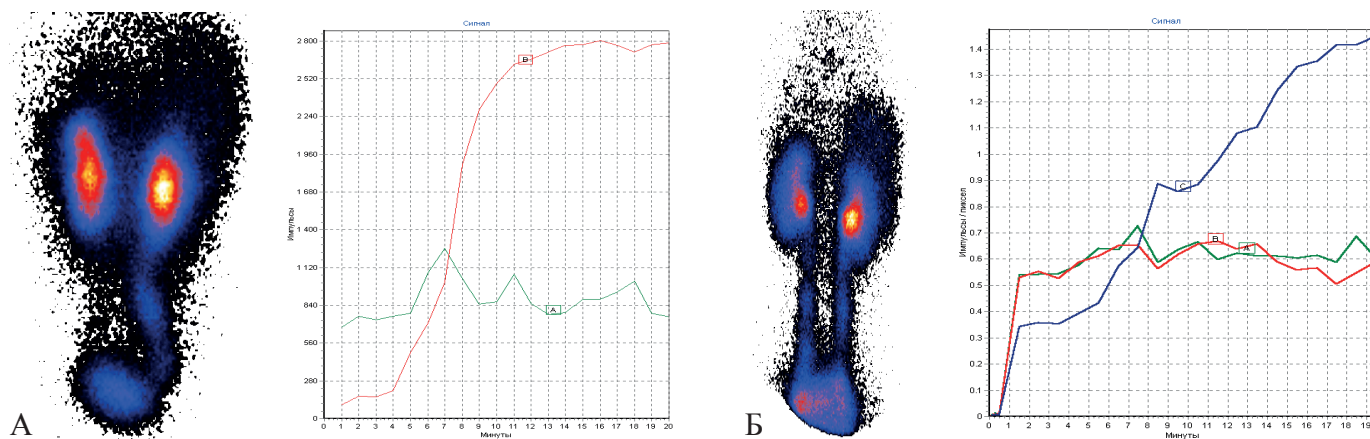 Сигнал
Импульсы
2 800
2 520
2 240
1 960
1 680
1 400
1 120
840
560
280
0
B
A
0 1 2 3 4 5 6 7 8 9 10 11 12 13 14 15 16 17 18 19 20
Минуты
А
Сигнал
Импульсы / пиксел
1.4
1.3
1.2
1.1
1
0.9
0.8
0.7
0.6
0.5
0.4
0.3
0.2
0.1
0
C
B
A
0 1 2 3 4 5 6 7 8 9 10 11 12 13 14 15 16 17 18 19
Минуты
Б